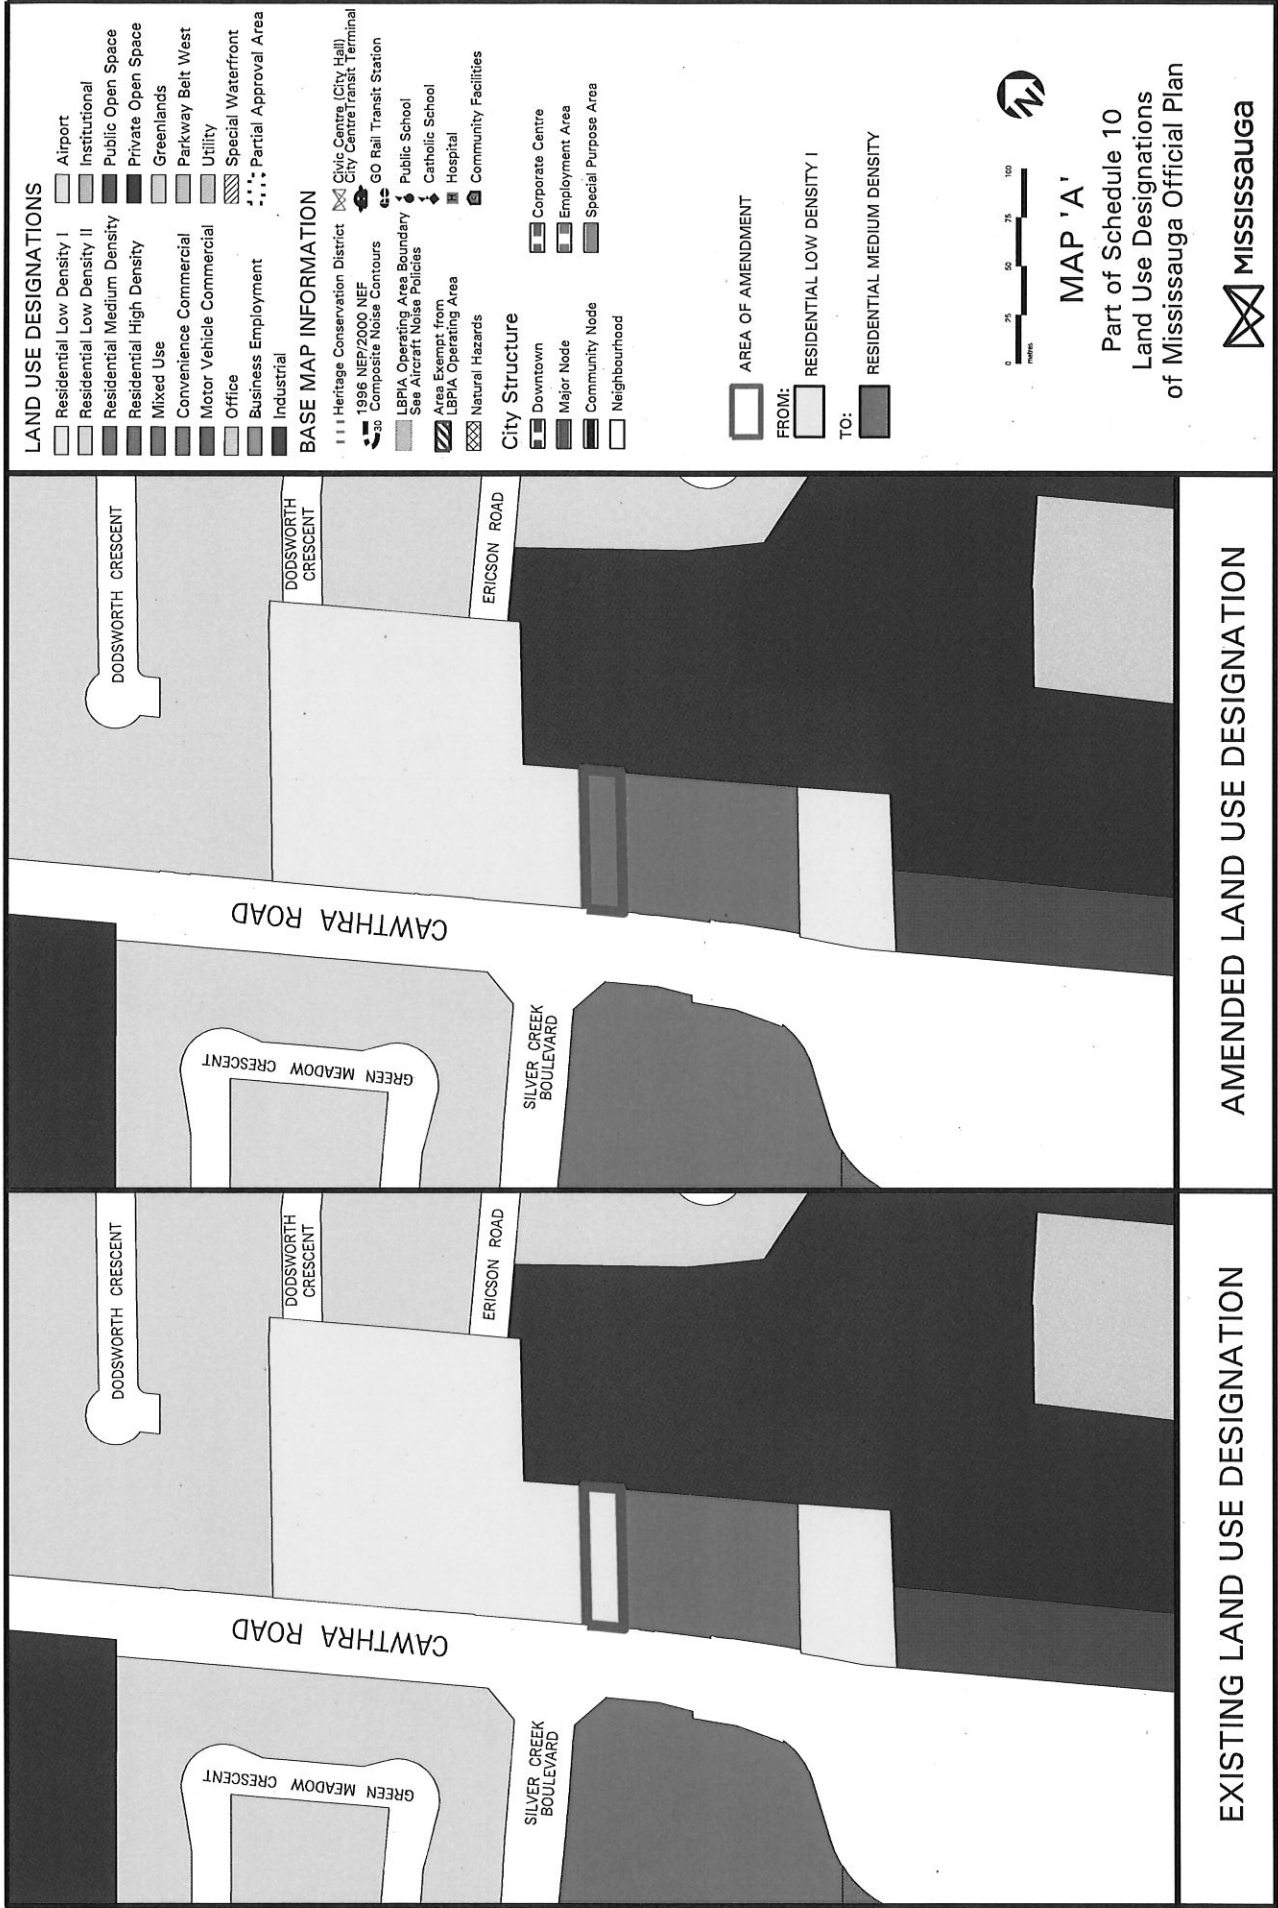 LAND USE DESIGNATIONS
Residential Low Density I
Residential Low Density II
Residential Medium Density
Residential High Density
Mixed Use
Convenience Commercial
Motor Vehicle Commercial
Office
Business Employment
Industrial
Airport
Institutional
Public Open Space
Private Open Space
Greenlands
Parkway Belt West
Utility
Special Waterfront
Partial Approval Area
BASE MAP INFORMATION
Heritage Conservation District
1996 NEP/2000 NEF
Composite Noise Contours
30
LBPIA Operating Area Boundary
See Aircraft Noise Policies
Area Exempt from
LBPIA Operating Area
Natural Hazards
Civic Centre (City Hall)
City CentreTransit Terminal
GO Rail Transit Station
Public School
Catholic School
H Hospital
Community Facilities
City Structure
Downtown
Major Node
Community Node
Neighbourhood
Corporate Centre
Employment Area
Special Purpose Area
AREA OF AMENDMENT
FROM:
RESIDENTIAL LOW DENSITY I
TO:
RESIDENTIAL MEDIUM DENSITY
0 25 50 75 100
metres
N
MAP 'A'
Part of Schedule 10
Land Use Designations
of Mississauga Official Plan
MISSISSAUGA
DODSWORTH CRESCENT
DODSWORTH
CRESCENT
ERICSON ROAD
CAWTHRA ROAD
GREEN MEADOW CRESCENT
SILVER CREEK
BOULEVARD
EXISTING LAND USE DESIGNATION
DODSWORTH CRESCENT
DODSWORTH
CRESCENT
ERICSON ROAD
CAWTHRA ROAD
GREEN MEADOW CRESCENT
SILVER CREEK
BOULEVARD
AMENDED LAND USE DESIGNATION